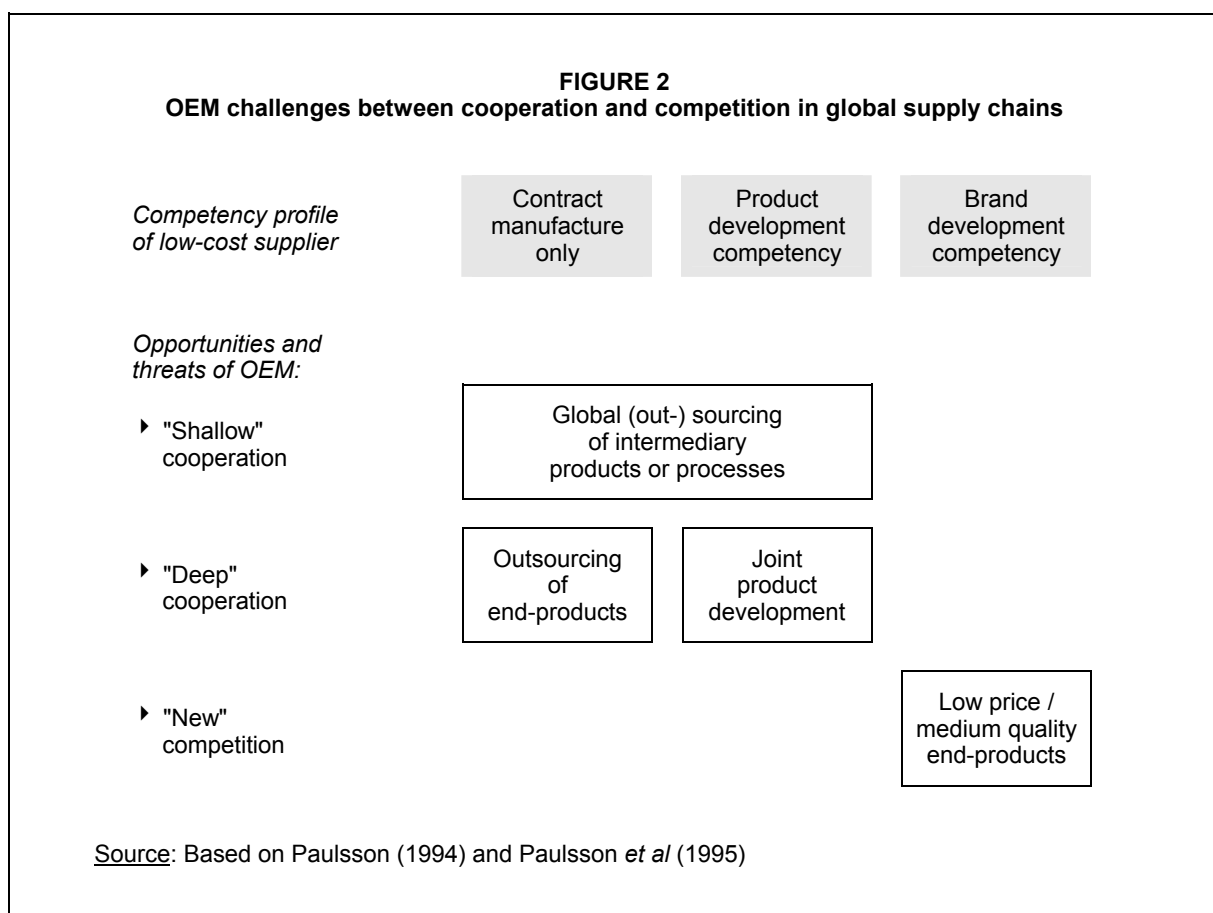 FIGURE 2
OEM challenges between cooperation and competition in global supply chains
Competency profile
of low-cost supplier
Contract
manufacture
only
Product
development
competency
Brand
development
competency
Opportunities and
threats of OEM:
"Shallow"
cooperation
Global (out-) sourcing
of intermediary
products or processes
"Deep"
cooperation
Outsourcing
of
end-products
Joint
product
development
"New"
competition
Low price /
medium quality
end-products
Source: Based on Paulsson (1994) and Paulsson et al (1995)